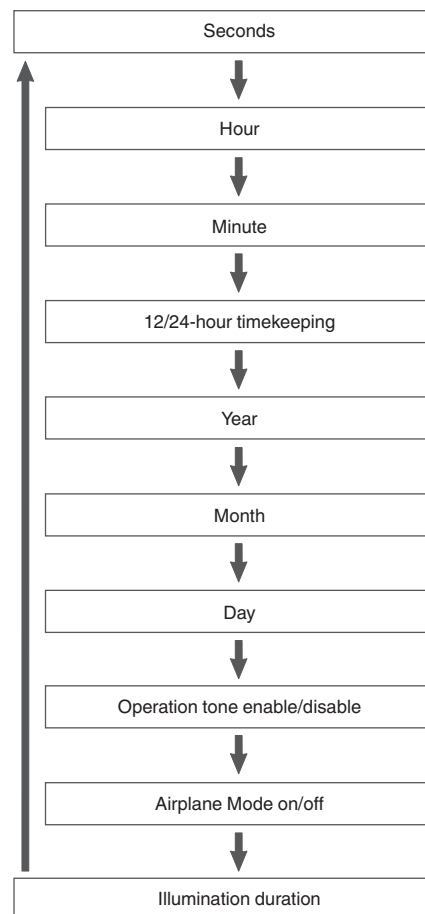 Seconds
Hour
Minute
12/24-hour timekeeping
Year
Month
Day
Operation tone enable/disable
Airplane Mode on/off
Illumination duration